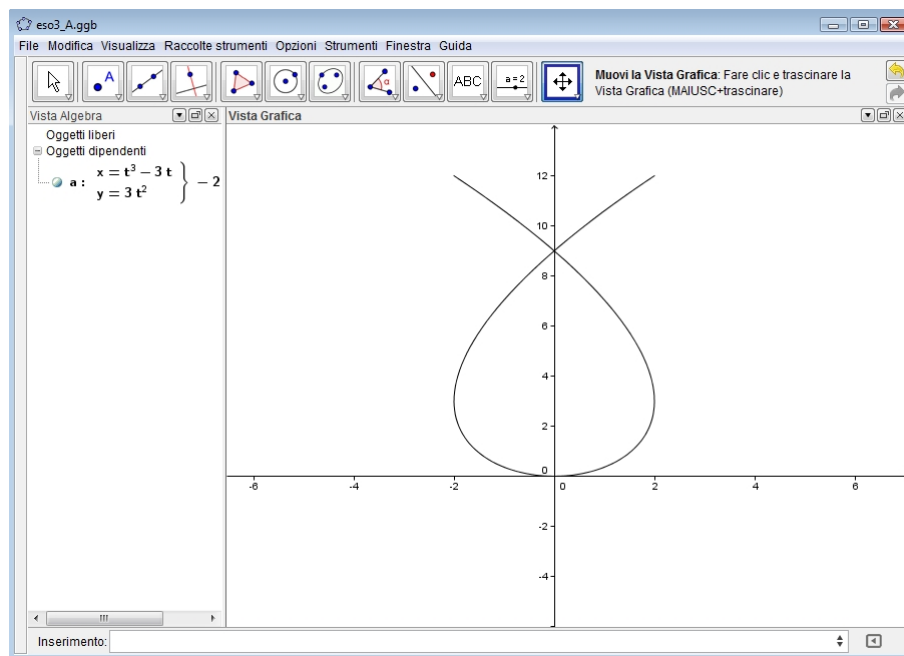 eso3_A.ggb
File Modifica Visualizza Raccolte strumenti Opzioni Strumenti Finestra Guida
A
α
ABC
a=2
Muovi la Vista Grafica: Fare clic e trascinare la
Vista Grafica (MAIUSC+trascinare)
Vista Algebra
Vista Grafica
Oggetti liberi
Oggetti dipendenti
a : x = t³ − 3 t
y = 3 t² } − 2
12
10
8
6
4
2
0
-6 -4 -2 0 2 4 6
-2
-4
Inserimento: